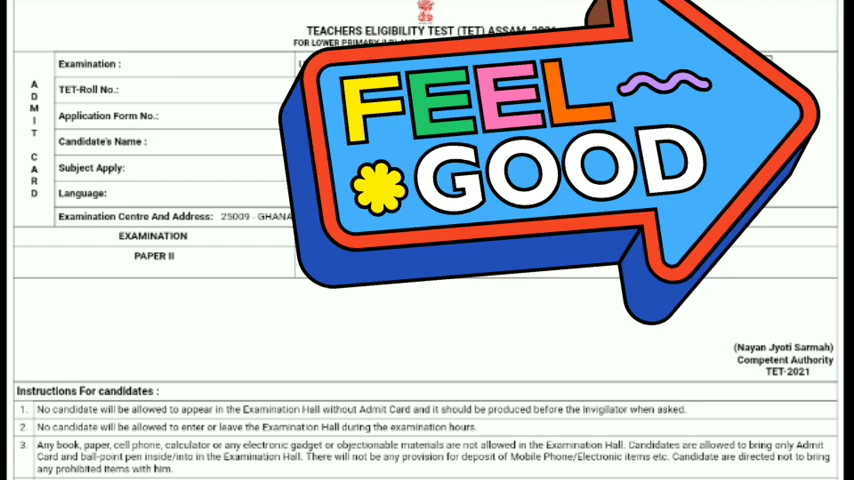 TEACHERS ELIGIBILITY TEST (TET) ASSAM, 2021
FOR LOWER PRIMARY
Examination :
TET-Roll No.:
Application Form No.:
Candidate's Name :
Subject Apply:
Language:
Examination Centre And Address: 25009 - GHANA
ADMIT CARD
FEEL
GOOD
EXAMINATION
PAPER II
(Nayan Jyoti Sarmah)
Competent Authority
TET-2021
Instructions For candidates :
1. No candidate will be allowed to appear in the Examination Hall without Admit Card and it should be produced before the Invigilator when asked.
2. No candidate will be allowed to enter or leave the Examination Hall during the examination hours.
3. Any book, paper, cell phone, calculator or any electronic gadget or objectionable materials are not allowed in the Examination Hall. Candidates are allowed to bring only Admit
Card and ball-point pen inside/into in the Examination Hall. There will not be any provision for deposit of Mobile Phone/Electronic items etc. Candidate are directed not to bring
any prohibited items with him.